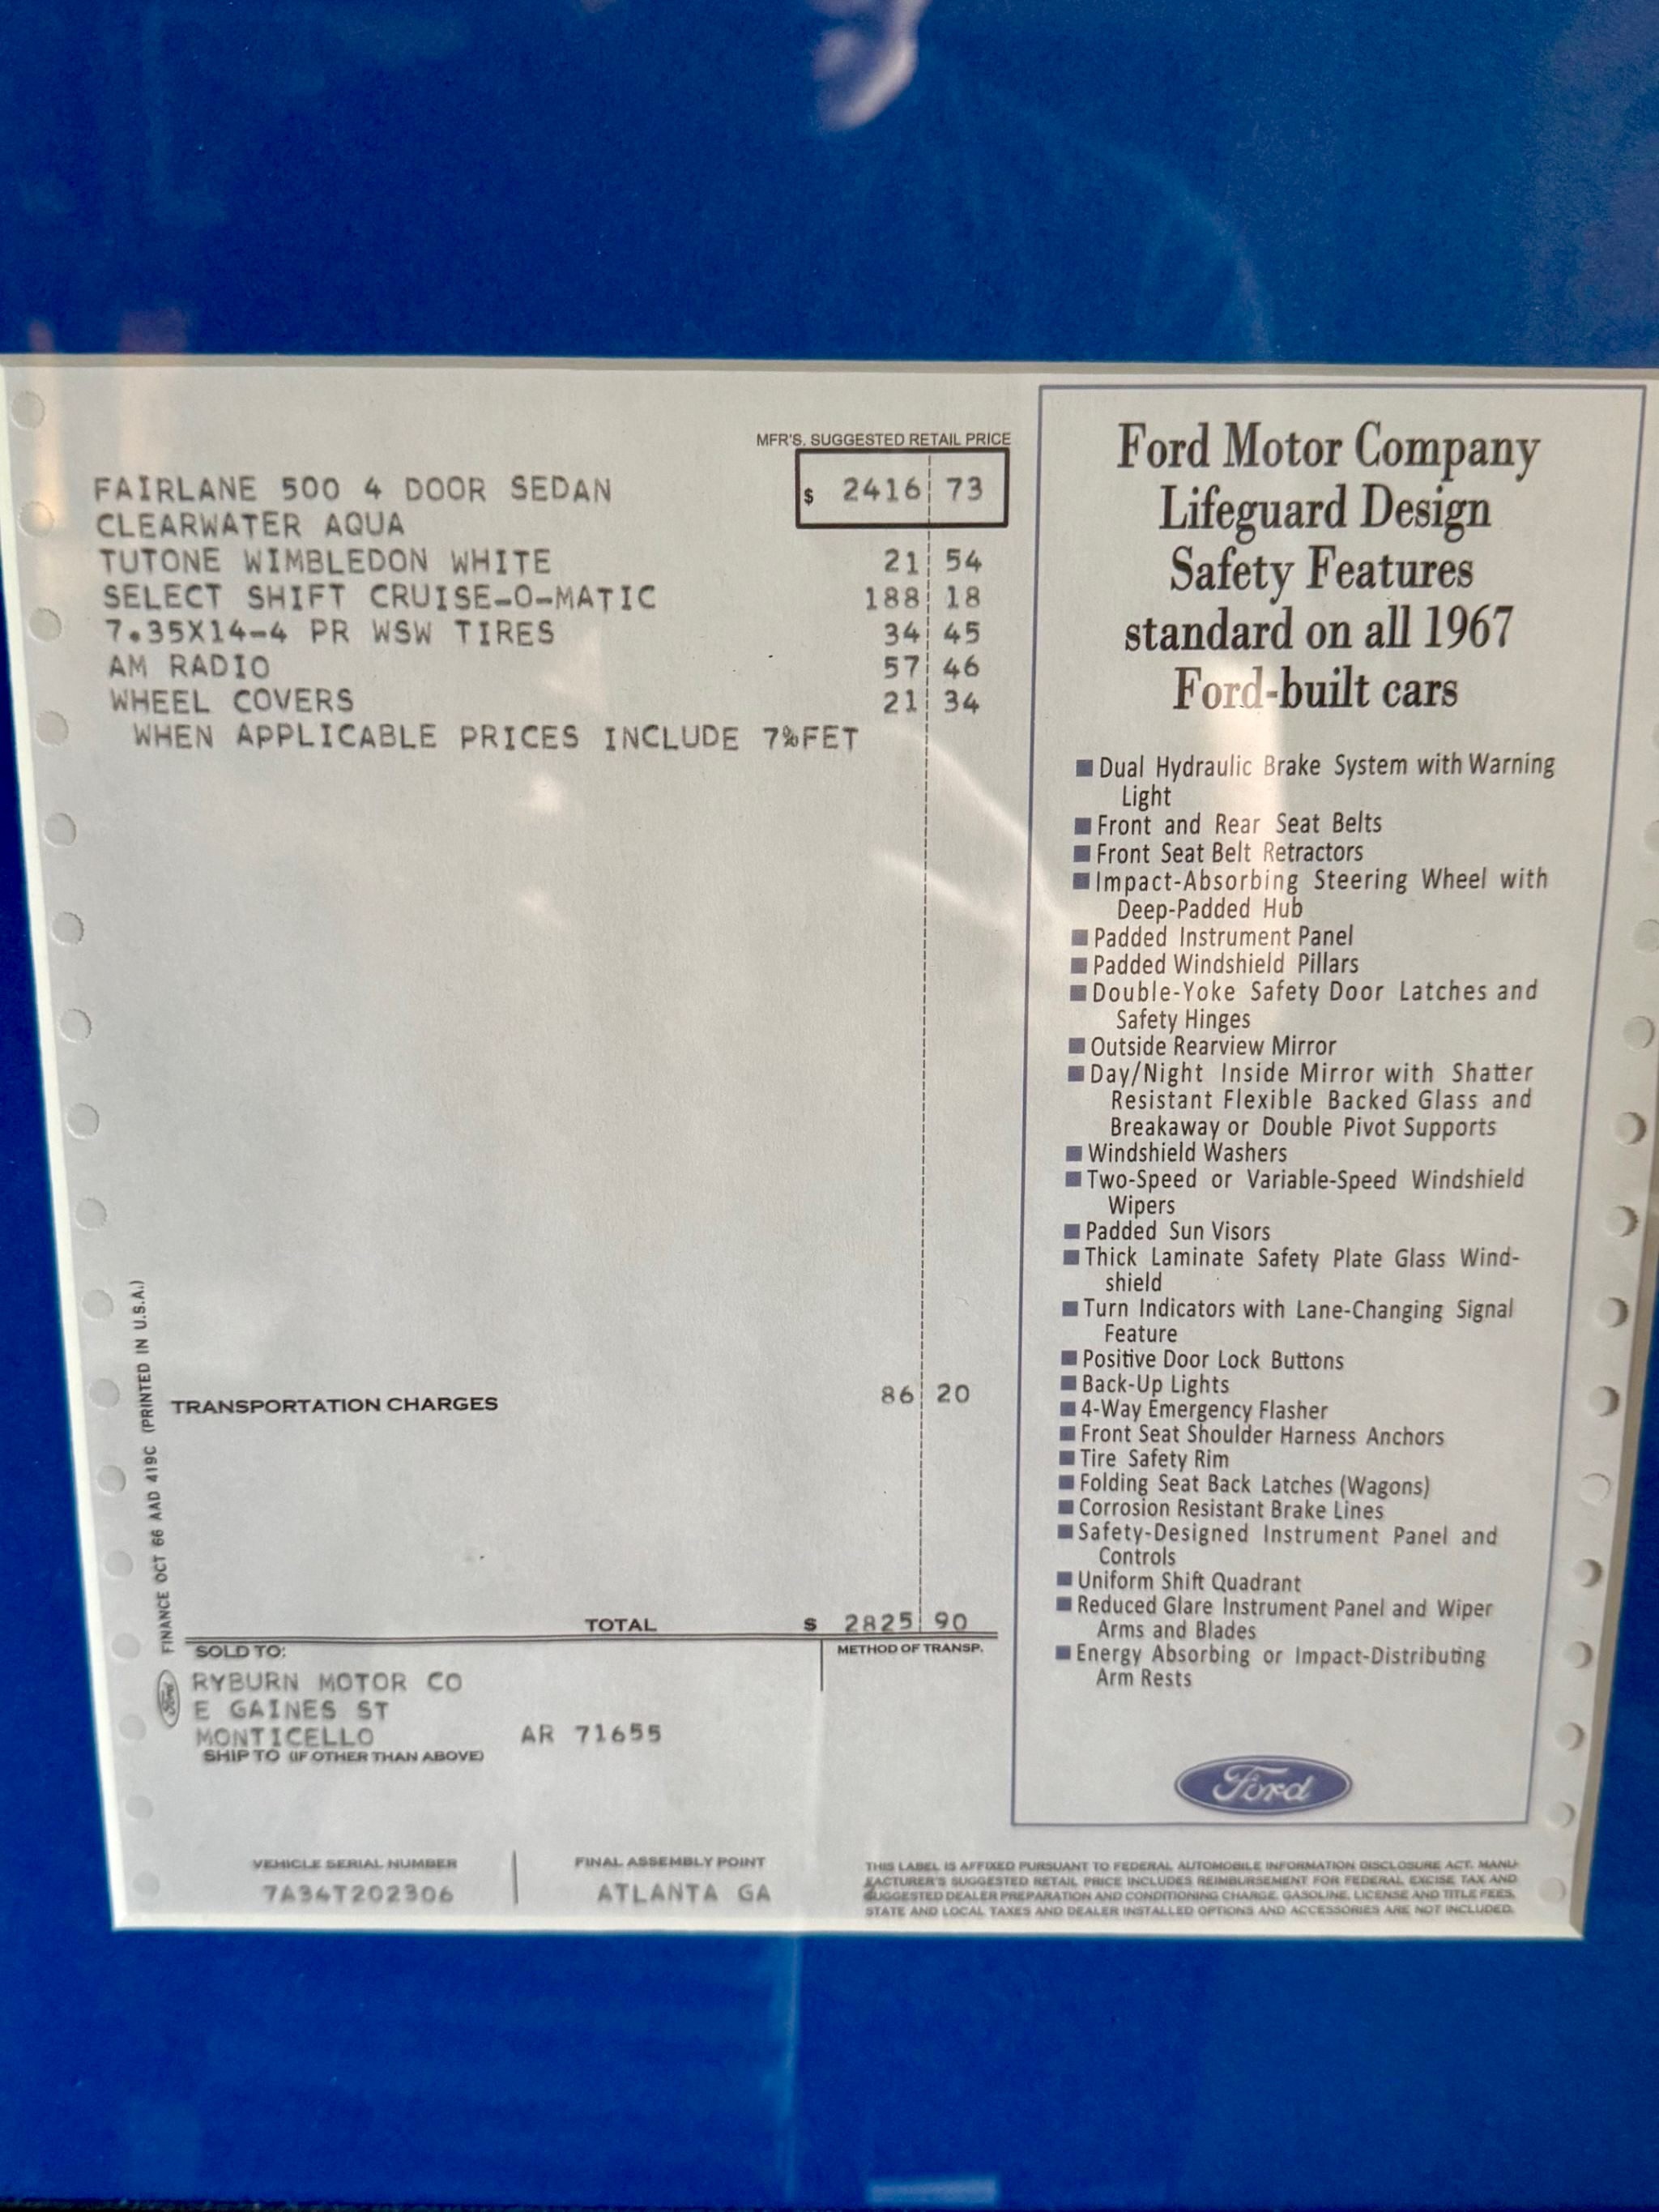 MFR'S. SUGGESTED RETAIL PRICE
FAIRLANE 500 4 DOOR SEDAN $ 2416 73
CLEARWATER AQUA
TUTONE WIMBLEDON WHITE 21 54
SELECT SHIFT CRUISE-O-MATIC 188 18
7.35X14-4 PR WSW TIRES 34 45
AM RADIO 57 46
WHEEL COVERS 21 34
WHEN APPLICABLE PRICES INCLUDE 7%FET
TRANSPORTATION CHARGES 86 20
FINANCE OCT 66 AAD 419C (PRINTED IN U.S.A.)
TOTAL $ 2825 90
SOLD TO: METHOD OF TRANSP.
Ford
RYBURN MOTOR CO
E GAINES ST
MONTICELLO AR 71655
SHIP TO (IF OTHER THAN ABOVE)
VEHICLE SERIAL NUMBER FINAL ASSEMBLY POINT
7A34T202306 ATLANTA GA
Ford Motor Company
Lifeguard Design
Safety Features
standard on all 1967
Ford-built cars
■ Dual Hydraulic Brake System with Warning
Light
■ Front and Rear Seat Belts
■ Front Seat Belt Retractors
■ Impact-Absorbing Steering Wheel with
Deep-Padded Hub
■ Padded Instrument Panel
■ Padded Windshield Pillars
■ Double-Yoke Safety Door Latches and
Safety Hinges
■ Outside Rearview Mirror
■ Day/Night Inside Mirror with Shatter
Resistant Flexible Backed Glass and
Breakaway or Double Pivot Supports
■ Windshield Washers
■ Two-Speed or Variable-Speed Windshield
Wipers
■ Padded Sun Visors
■ Thick Laminate Safety Plate Glass Wind-
shield
■ Turn Indicators with Lane-Changing Signal
Feature
■ Positive Door Lock Buttons
■ Back-Up Lights
■ 4-Way Emergency Flasher
■ Front Seat Shoulder Harness Anchors
■ Tire Safety Rim
■ Folding Seat Back Latches (Wagons)
■ Corrosion Resistant Brake Lines
■ Safety-Designed Instrument Panel and
Controls
■ Uniform Shift Quadrant
■ Reduced Glare Instrument Panel and Wiper
Arms and Blades
■ Energy Absorbing or Impact-Distributing
Arm Rests
Ford
THIS LABEL IS AFFIXED PURSUANT TO FEDERAL AUTOMOBILE INFORMATION DISCLOSURE ACT. MANU-
FACTURER'S SUGGESTED RETAIL PRICE INCLUDES REIMBURSEMENT FOR FEDERAL EXCISE TAX AND
SUGGESTED DEALER PREPARATION AND CONDITIONING CHARGE. GASOLINE, LICENSE AND TITLE FEES,
STATE AND LOCAL TAXES AND DEALER INSTALLED OPTIONS AND ACCESSORIES ARE NOT INCLUDED.